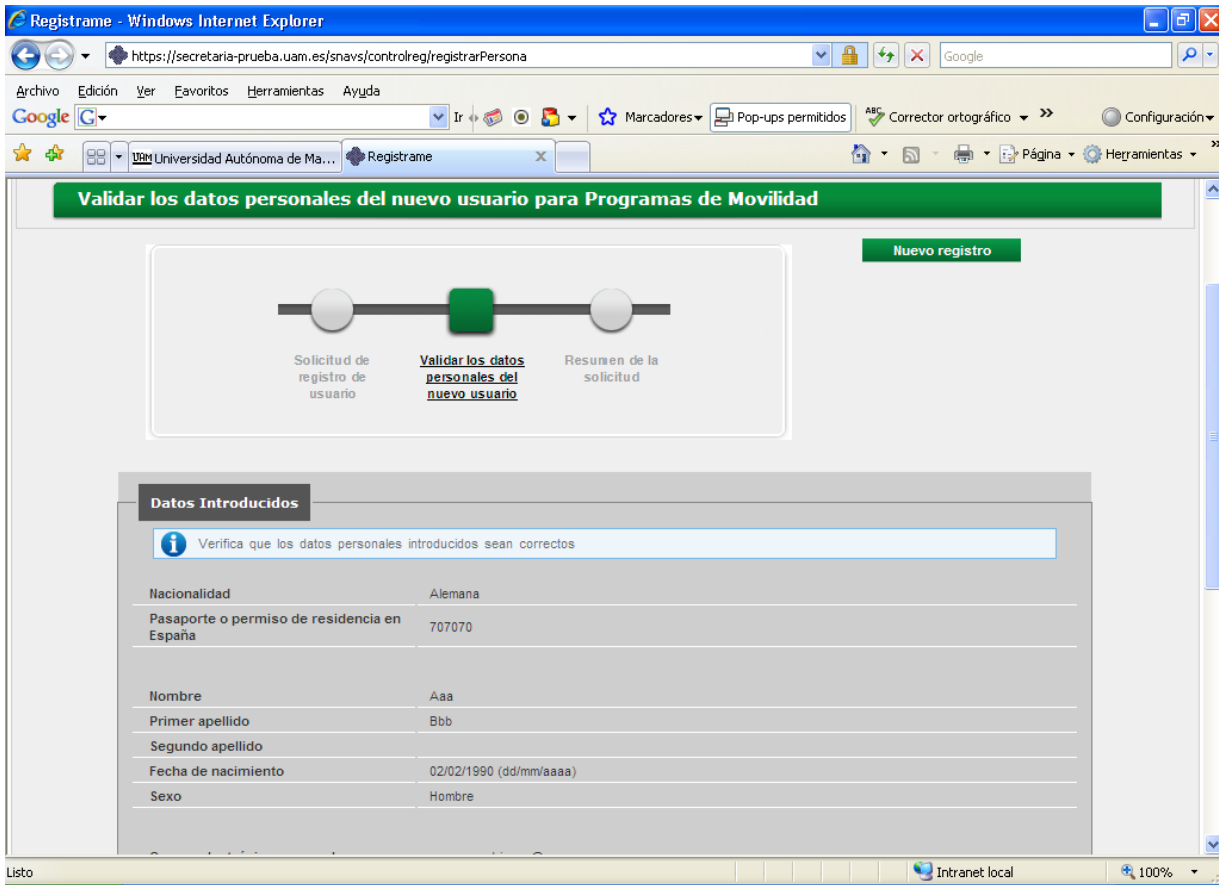 Registrame - Windows Internet Explorer
https://secretaria-prueba.uam.es/snavs/controlreg/registrarPersona
Google
Archivo Edición Ver Favoritos Herramientas Ayuda
Google G Ir Marcadores Pop-ups permitidos ABC Corrector ortográfico » Configuración
UAM Universidad Autónoma de Ma... Registrame x Página Herramientas »
Validar los datos personales del nuevo usuario para Programas de Movilidad
Nuevo registro
Solicitud de registro de usuario
Validar los datos personales del nuevo usuario
Resumen de la solicitud
Datos Introducidos
Verifica que los datos personales introducidos sean correctos
Nacionalidad Alemana
Pasaporte o permiso de residencia en España 707070
Nombre Aaa
Primer apellido Bbb
Segundo apellido
Fecha de nacimiento 02/02/1990 (dd/mm/aaaa)
Sexo Hombre
Listo Intranet local 100%